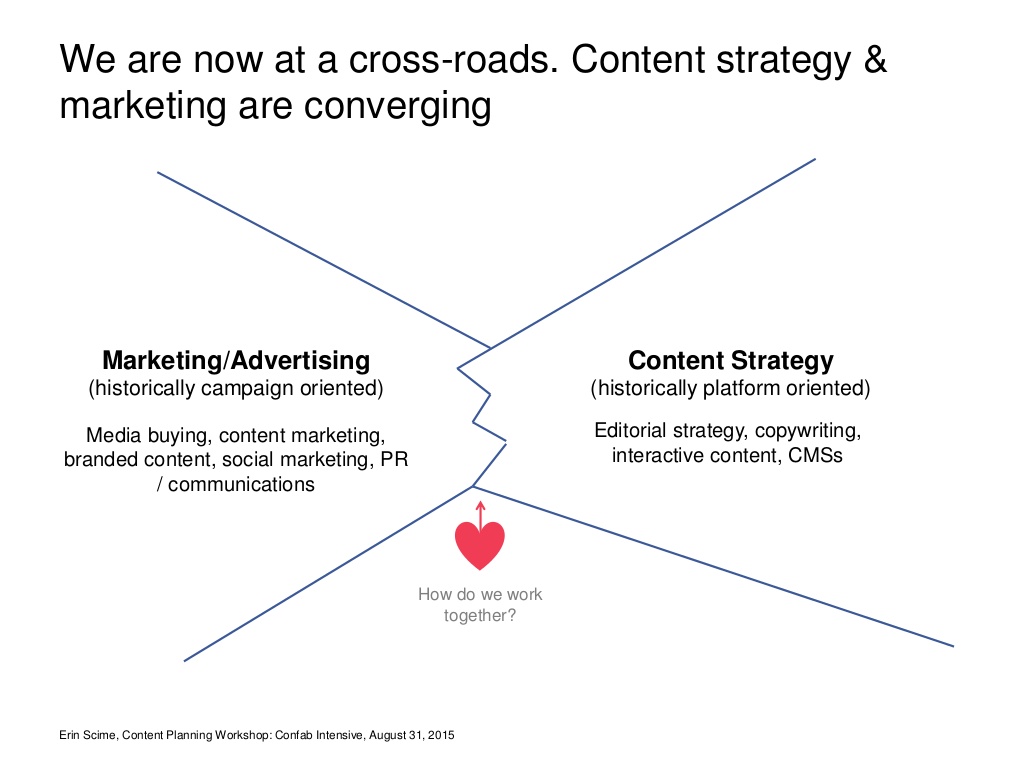 We are now at a cross-roads. Content strategy &
marketing are converging
Marketing/Advertising
(historically campaign oriented)
Media buying, content marketing,
branded content, social marketing, PR
/ communications
Content Strategy
(historically platform oriented)
Editorial strategy, copywriting,
interactive content, CMSs
How do we work
together?
Erin Scime, Content Planning Workshop: Confab Intensive, August 31, 2015